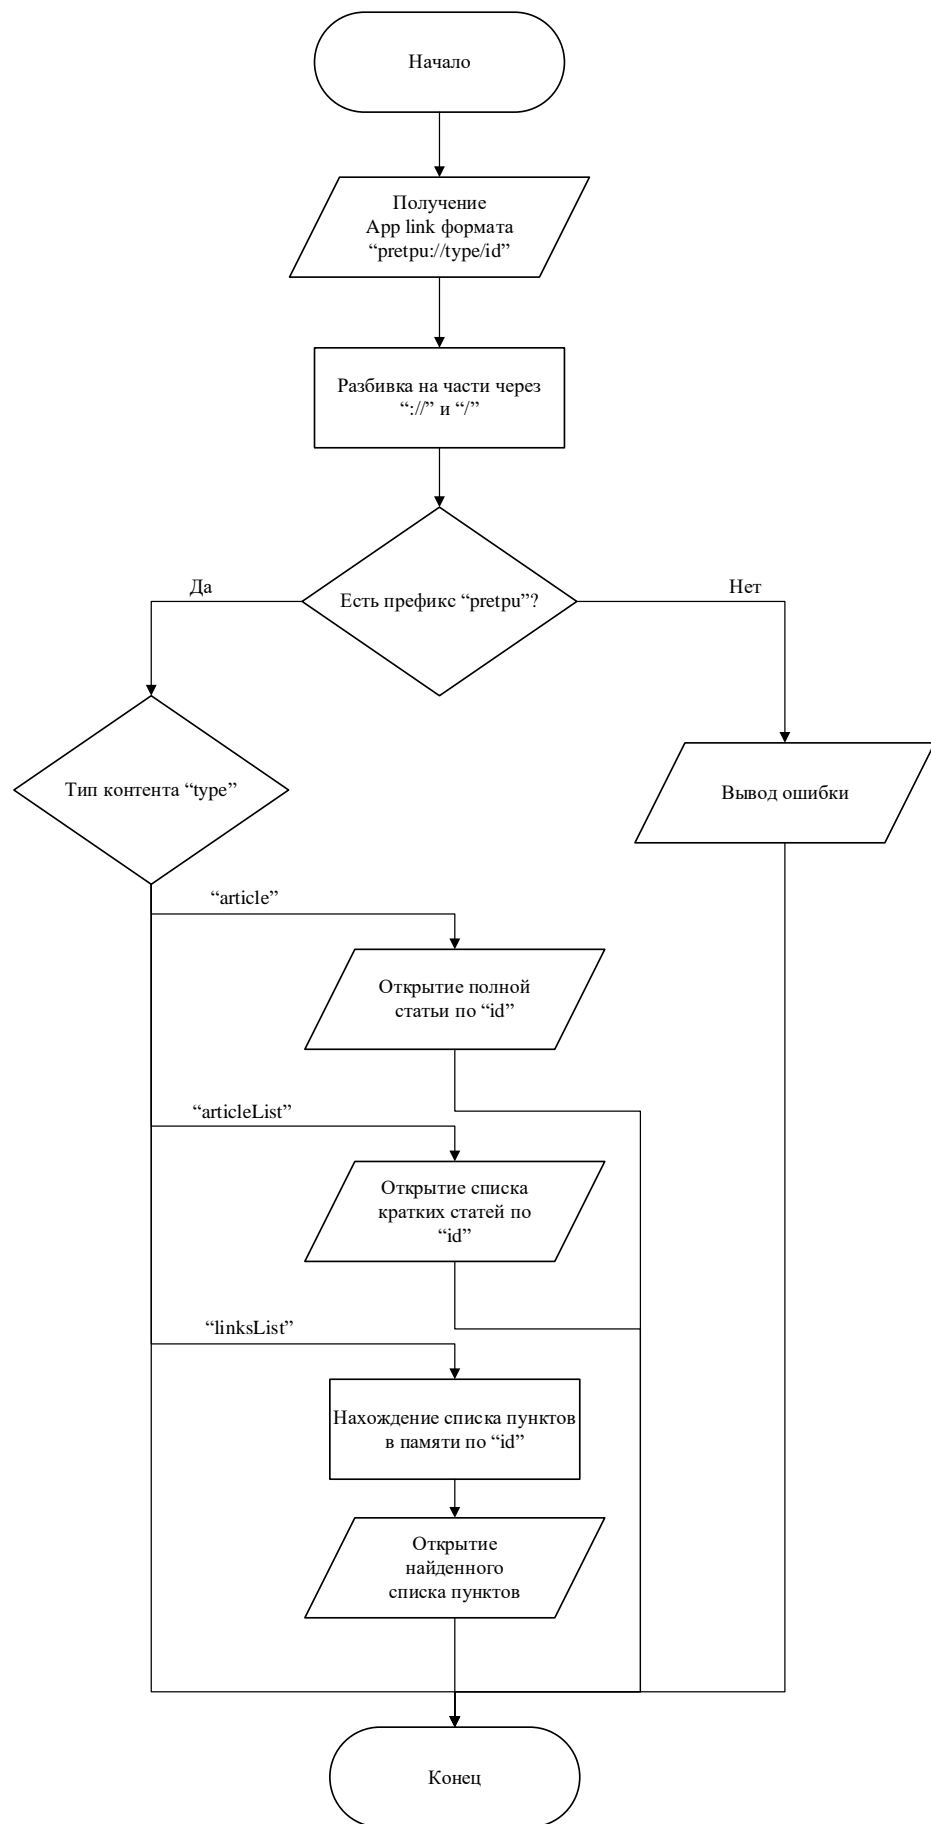 Начало
Получение
App link формата
“pretpu://type/id”
Разбивка на части через
“://” и “/”
Да
Есть префикс “pretpu”?
Нет
Тип контента “type”
Вывод ошибки
“article”
Открытие полной
статьи по “id”
“articleList”
Открытие списка
кратких статей по
“id”
“linksList”
Нахождение списка пунктов
в памяти по “id”
Открытие
найденного
списка пунктов
Конец